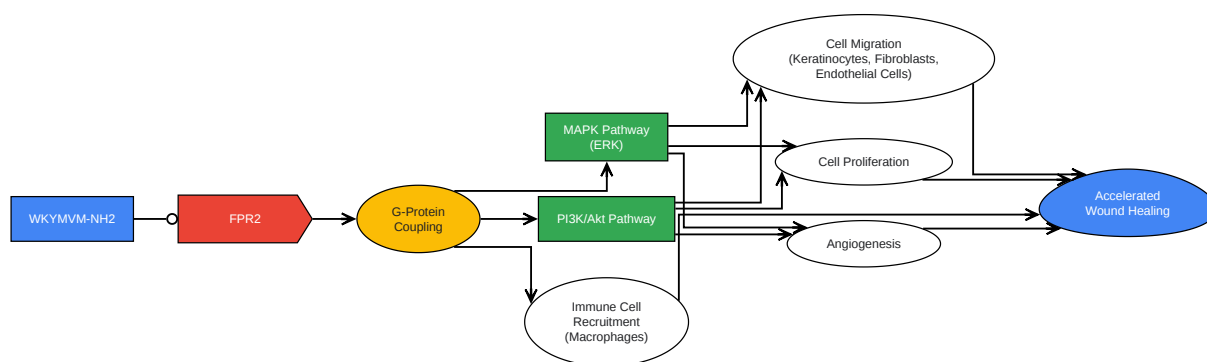 Cell Migration
(Keratinocytes, Fibroblasts,
Endothelial Cells)
MAPK Pathway
(ERK)
Cell Proliferation
WKYMVM-NH2
FPR2
G-Protein
Coupling
PI3K/Akt Pathway
Accelerated
Wound Healing
Angiogenesis
Immune Cell
Recruitment
(Macrophages)